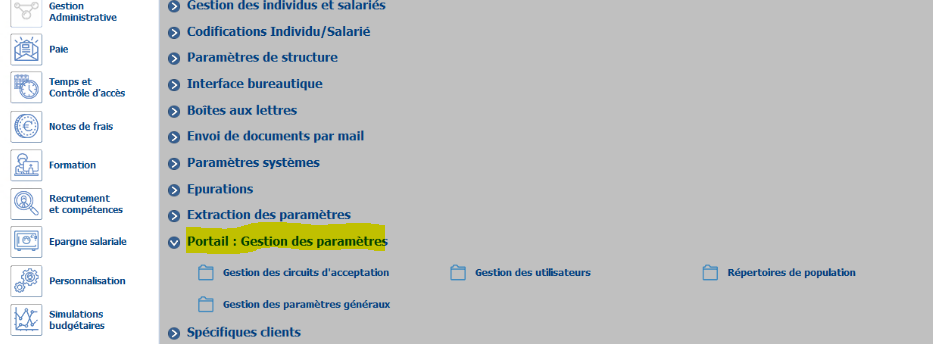 Gestion
Administrative
Paie
Temps et
Contrôle d'accès
Notes de frais
Formation
Recrutement
et compétences
Epargne salariale
Personnalisation
Simulations
budgétaires
Gestion des individus et salariés
Codifications Individu/Salarié
Paramètres de structure
Interface bureautique
Boîtes aux lettres
Envoi de documents par mail
Paramètres systèmes
Epurations
Extraction des paramètres
Portail : Gestion des paramètres
Gestion des circuits d'acceptation
Gestion des utilisateurs
Répertoires de population
Gestion des paramètres généraux
Spécifiques clients